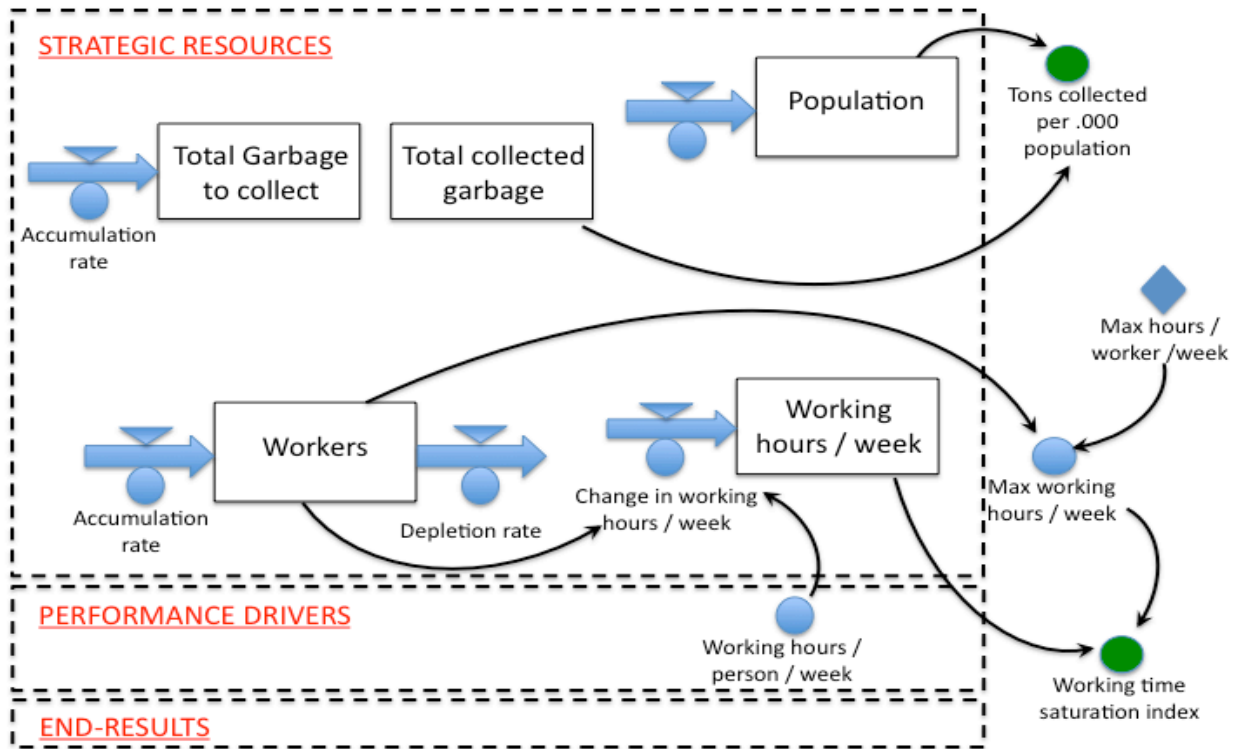 STRATEGIC RESOURCES
Population
Tons collected
per .000
population
Total Garbage
to collect
Total collected
garbage
Accumulation
rate
Max hours /
worker /week
Workers
Working
hours / week
Accumulation
rate
Depletion rate
Change in working
hours / week
Max working
hours / week
PERFORMANCE DRIVERS
Working hours /
person / week
Working time
saturation index
END-RESULTS